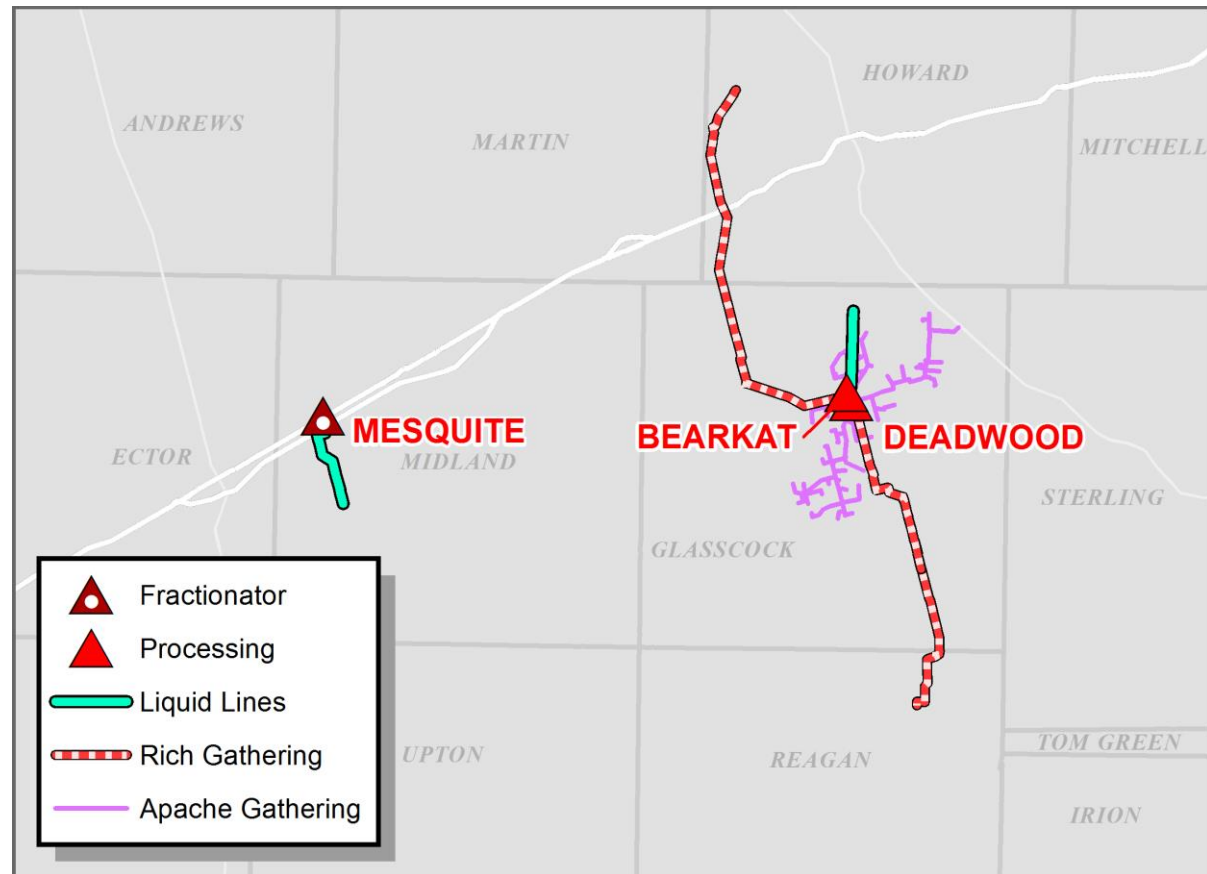 HOWARD
ANDREWS
MARTIN
MITCHELL
MESQUITE
BEARKAT
DEADWOOD
ECTOR
MIDLAND
STERLING
GLASSCOCK
Fractionator
Processing
Liquid Lines
Rich Gathering
Apache Gathering
UPTON
REAGAN
TOM GREEN
IRION